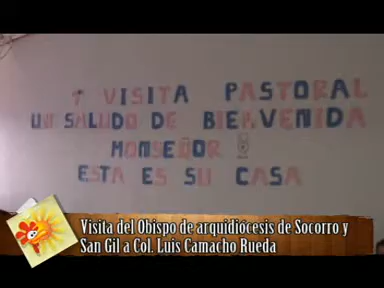 1 VISITA PASTORAL
UN SALUDO DE BIENVENIDA
MONSEÑOR
ESTA ES SU CASA
Visita del Obispo de arquidiócesis de Socorro y
San Gil a Col. Luis Camacho Rueda